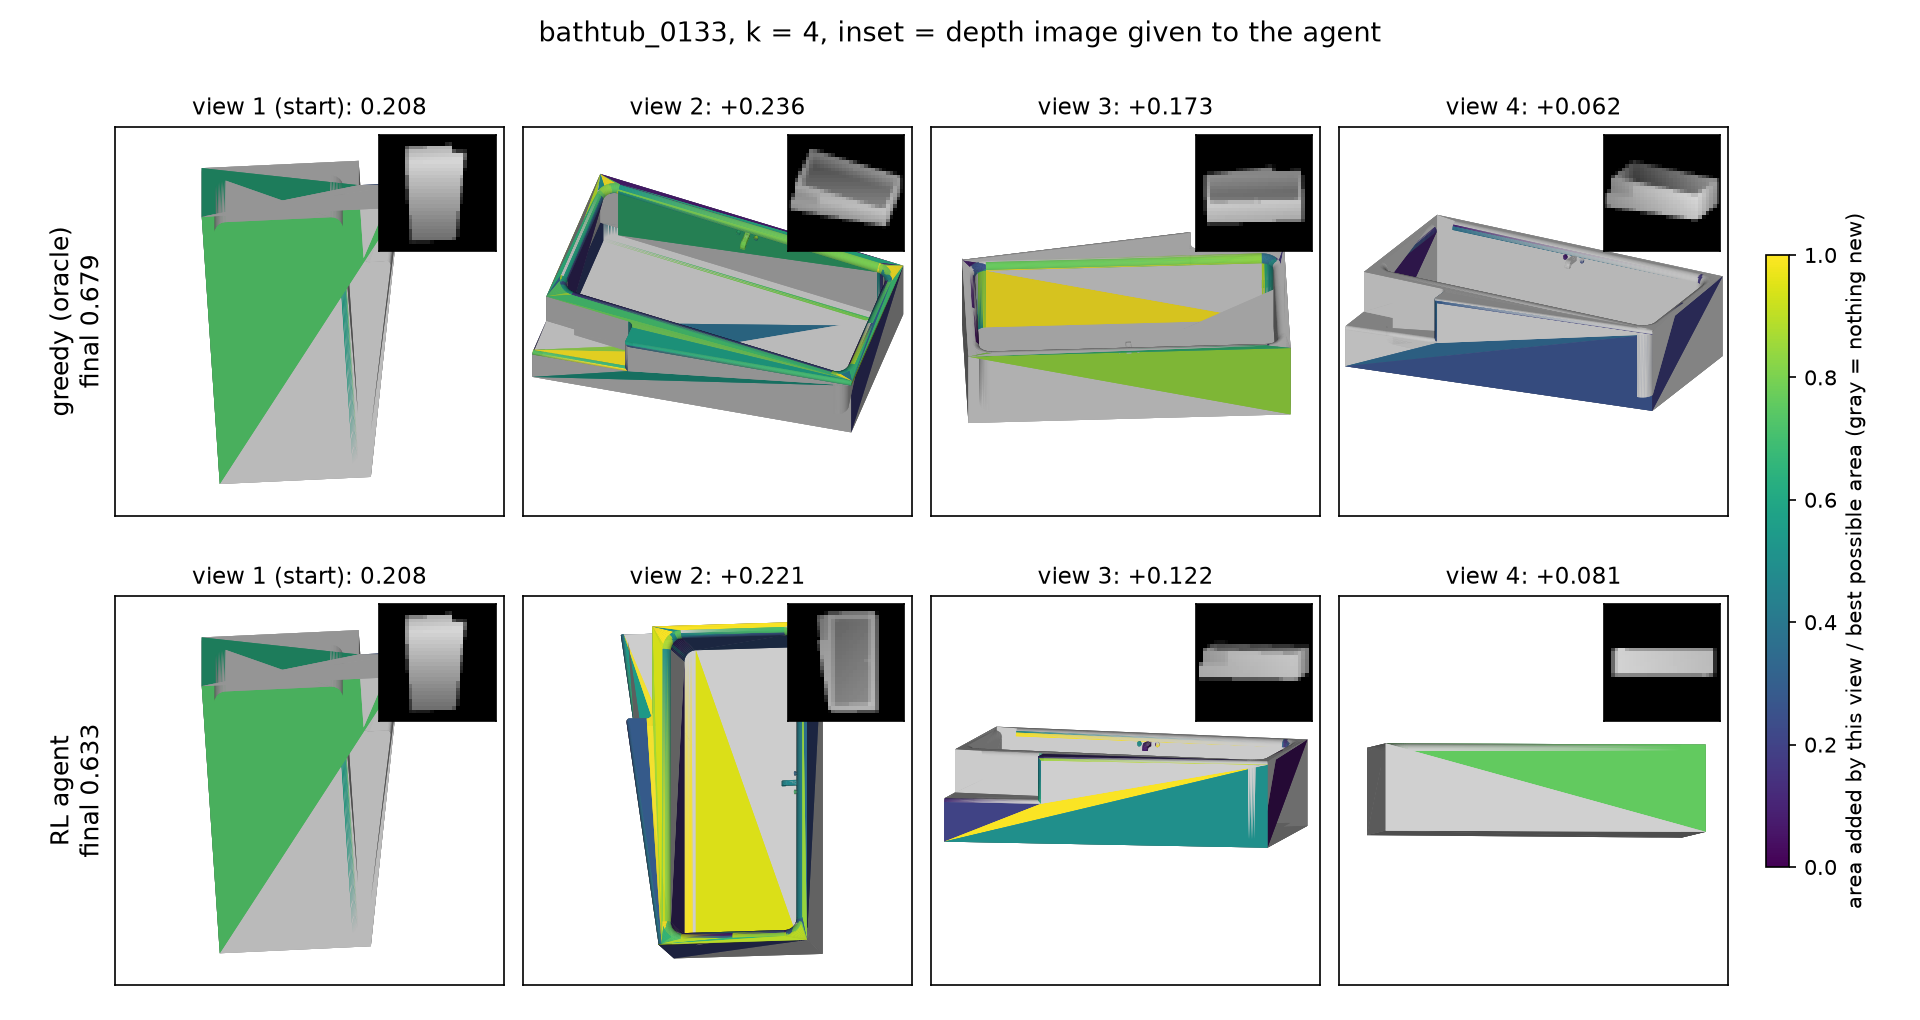 bathtub_0133, k = 4, inset = depth image given to the agent
view 1 (start): 0.208
view 2: +0.236
view 3: +0.173
view 4: +0.062
greedy (oracle)
final 0.679
view 1 (start): 0.208
view 2: +0.221
view 3: +0.122
view 4: +0.081
RL agent
final 0.633
1.0
0.8
0.6
0.4
0.2
0.0
area added by this view / best possible area (gray = nothing new)